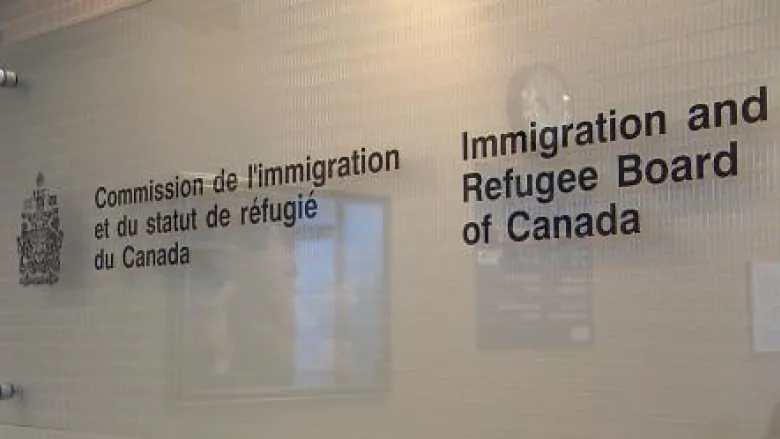 Commission de l'immigration
et du statut de réfugié
du Canada
Immigration and
Refugee Board
of Canada